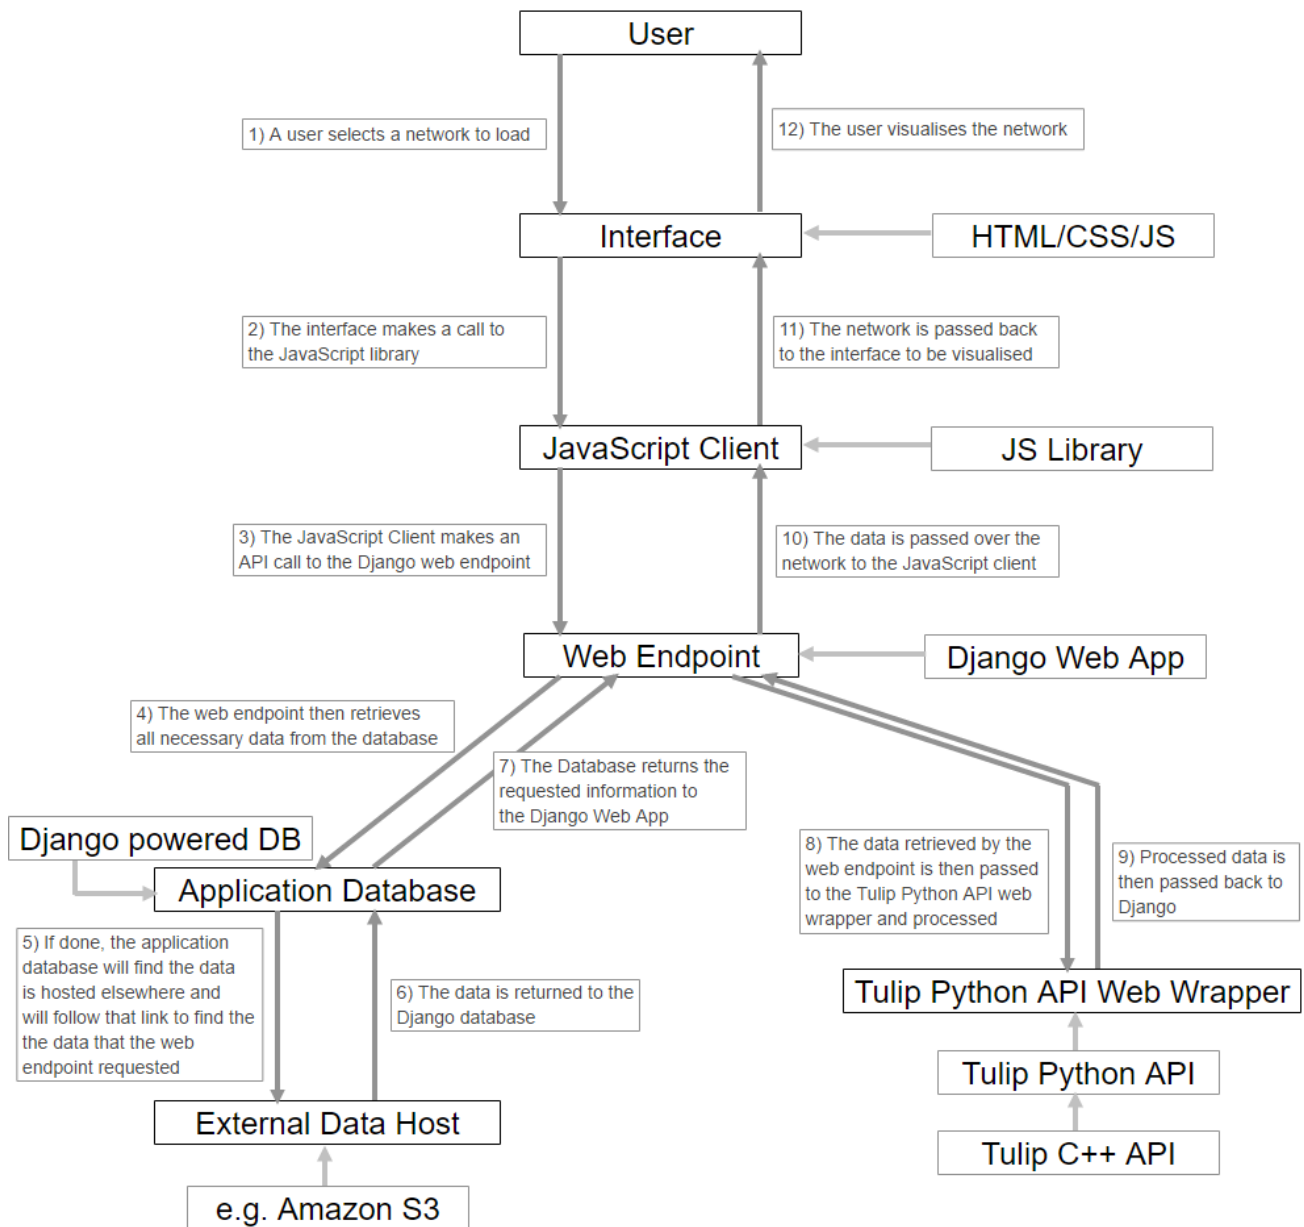 User
1) A user selects a network to load
12) The user visualises the network
Interface
HTML/CSS/JS
2) The interface makes a call to
the JavaScript library
11) The network is passed back
to the interface to be visualised
JavaScript Client
JS Library
3) The JavaScript Client makes an
API call to the Django web endpoint
10) The data is passed over the
network to the JavaScript client
Web Endpoint
Django Web App
4) The web endpoint then retrieves
all necessary data from the database
7) The Database returns the
requested information to
the Django Web App
Django powered DB
Application Database
8) The data retrieved by the
web endpoint is then passed
to the Tulip Python API web
wrapper and processed
9) Processed data is
then passed back to
Django
5) If done, the application
database will find the data
is hosted elsewhere and
will follow that link to find the
the data that the web
endpoint requested
6) The data is returned to the
Django database
Tulip Python API Web Wrapper
Tulip Python API
External Data Host
Tulip C++ API
e.g. Amazon S3